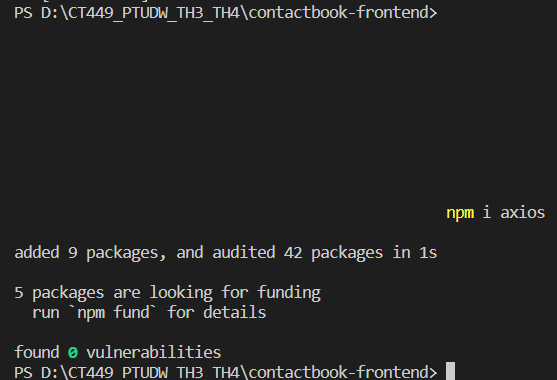 PS D:\CT449_PTUDW_TH3_TH4\contactbook-frontend>
npm i axios
added 9 packages, and audited 42 packages in 1s
5 packages are looking for funding
run `npm fund` for details
found 0 vulnerabilities
PS D:\CT449_PTUDW_TH3_TH4\contactbook-frontend>